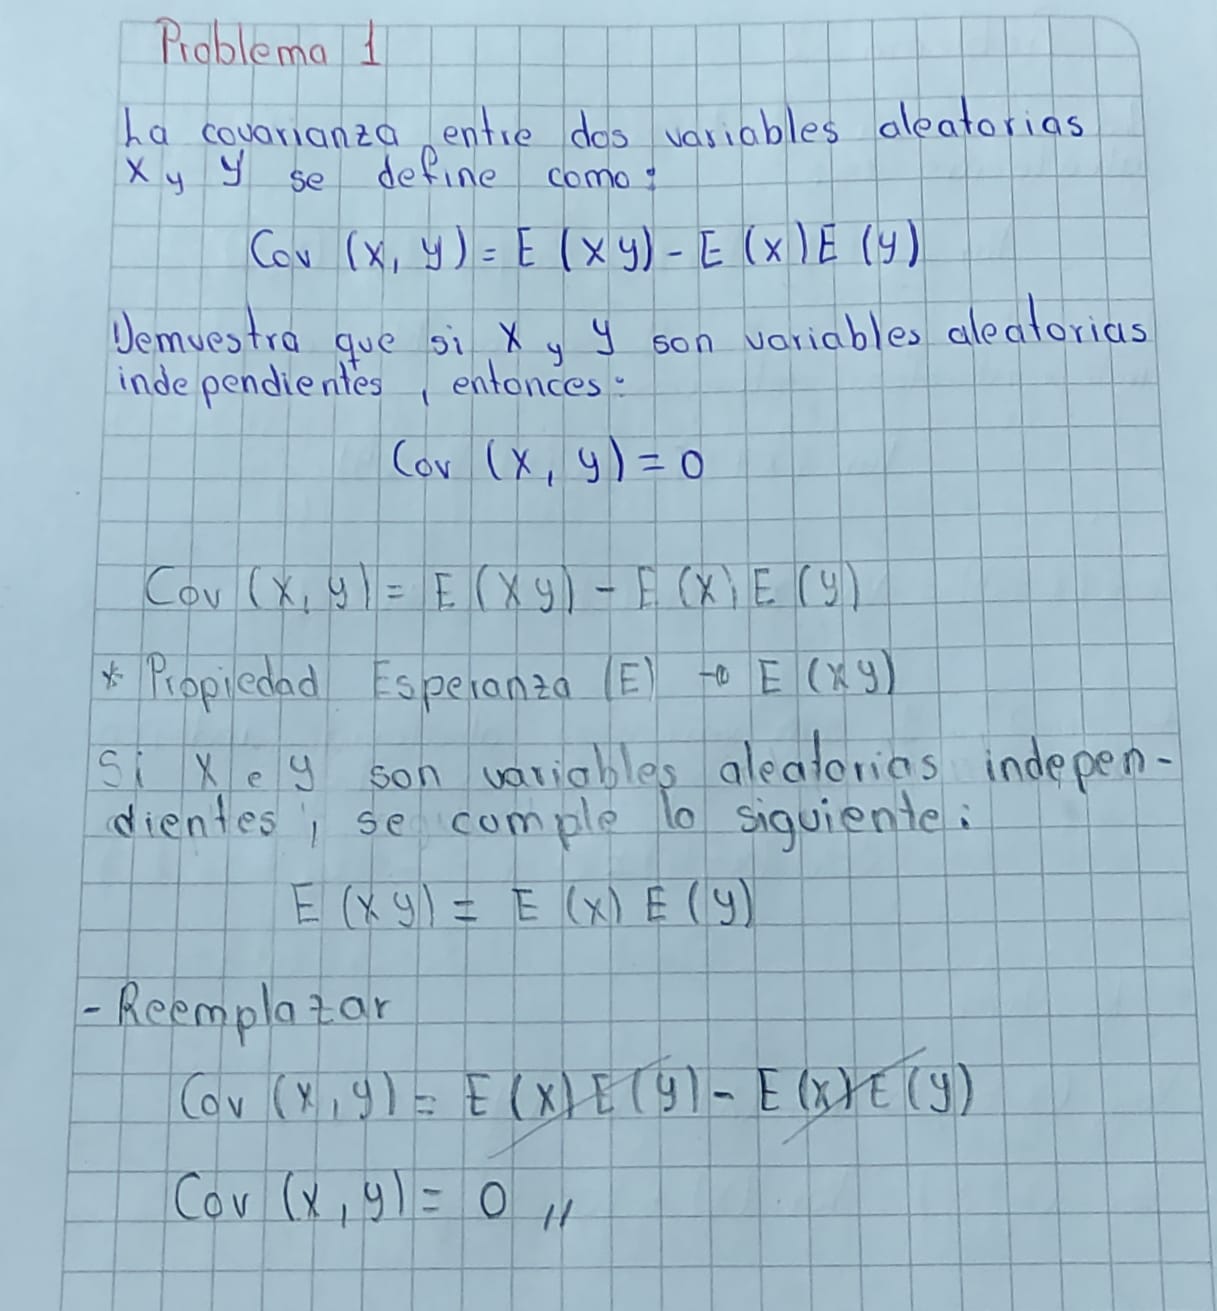 Problema 1
La covarianza entre dos variables aleatorias
X y Y se define como:
Cov (x, y) = E (xy) - E (x) E (y)
Demuestra que si X y Y son variables aleatorias
independientes, entonces:
Cov (x, y) = 0
Cov (x, y) = E (xy) - E (x) E (y)
* Propiedad Esperanza (E) → E (xy)
Si X e y son variables aleatorias indepen-
dientes, se cumple lo siguiente:
E (xy) = E (x) E (y)
- Reemplazar
Cov (x, y) = E (x) E (y) - E (x) E (y)
Cov (x, y) = 0 //